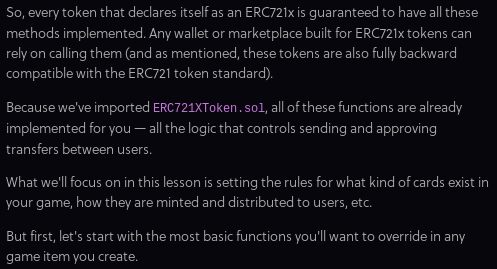 So, every token that declares itself as an ERC721x is guaranteed to have all these
methods implemented. Any wallet or marketplace built for ERC721x tokens can
rely on calling them (and as mentioned, these tokens are also fully backward
compatible with the ERC721 token standard).
Because we've imported ERC721XToken.sol, all of these functions are already
implemented for you — all the logic that controls sending and approving
transfers between users.
What we'll focus on in this lesson is setting the rules for what kind of cards exist in
your game, how they are minted and distributed to users, etc.
But first, let's start with the most basic functions you'll want to override in any
game item you create.